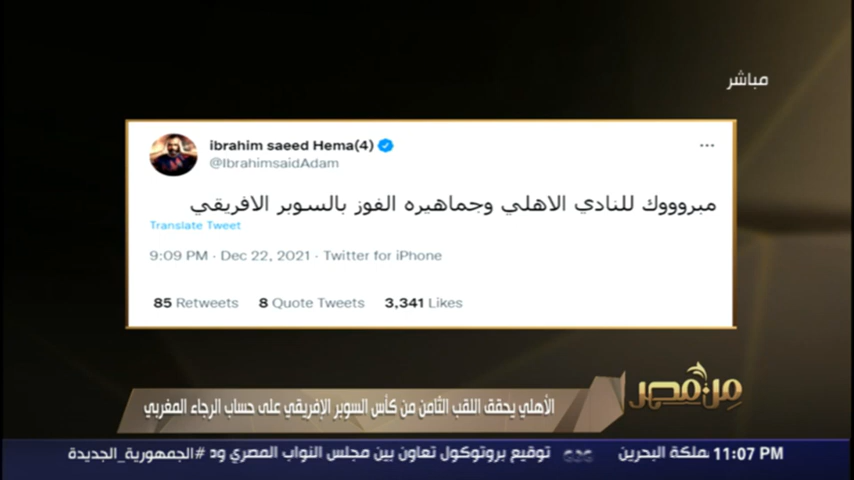 مباشر
ibrahim saeed Hema(4)
@IbrahimsaidAdam
مبروووك للنادي الاهلي وجماهيره الفوز بالسوبر الافريقي
Translate Tweet
9:09 PM · Dec 22, 2021 · Twitter for iPhone
85 Retweets 8 Quote Tweets 3,341 Likes
من مصر
الأهلي يحقق اللقب الثامن من كأس السوبر الإفريقي على حساب الرجاء المغربي
11:07 PM مملكة البحرين توقيع بروتوكول تعاون بين مجلس النواب المصري ود #الجمهورية_الجديدة